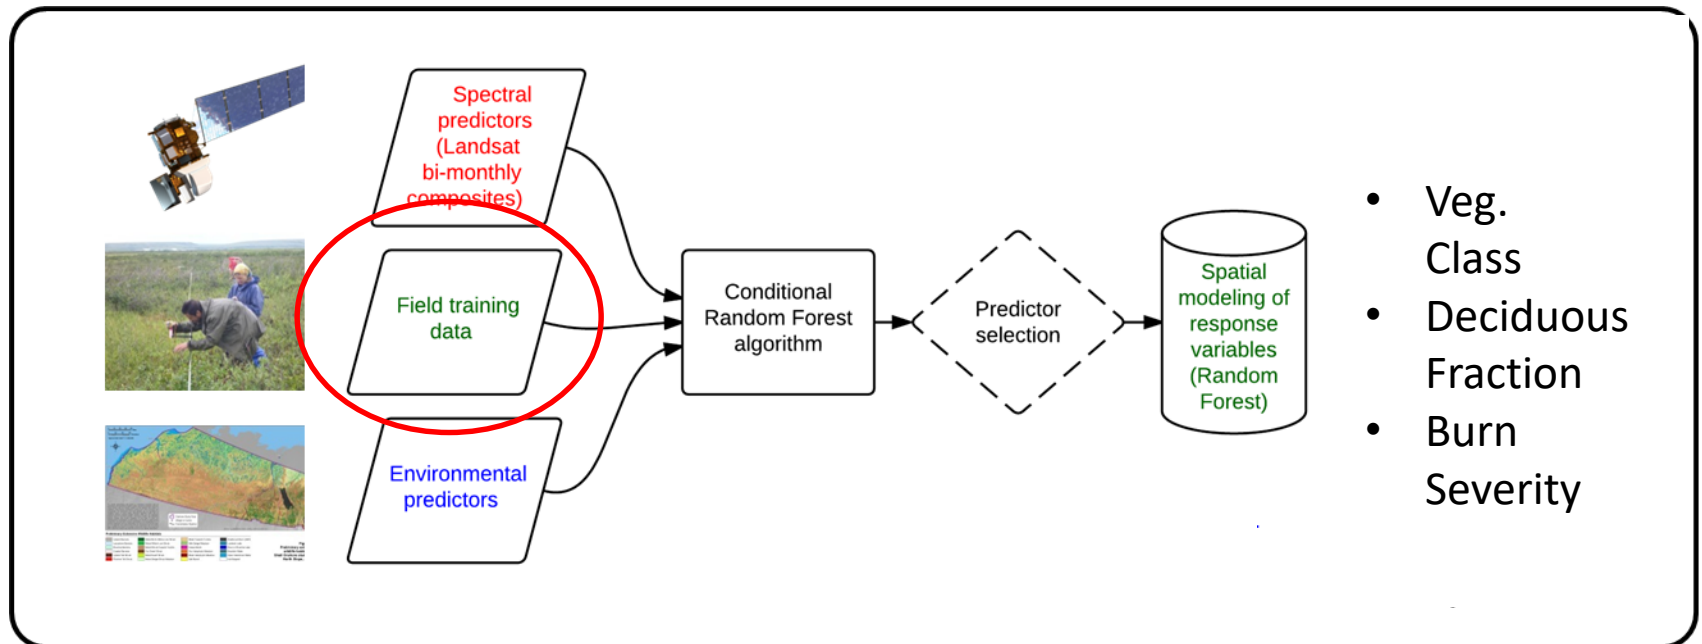 Spectral
predictors
(Landsat
bi-monthly
composites)
Field training
data
Environmental
predictors
Conditional
Random Forest
algorithm
Predictor
selection
Spatial
modeling of
response
variables
(Random
Forest)
• Veg.
Class
• Deciduous
Fraction
• Burn
Severity